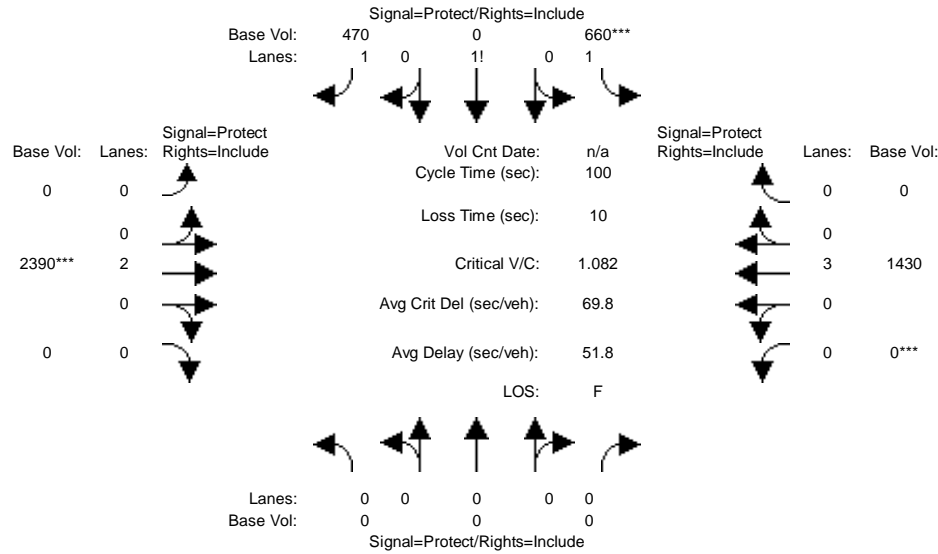 Signal=Protect/Rights=Include
Base Vol: 470 0 660***
Lanes: 1 0 1! 0 1
Signal=Protect
Base Vol: Lanes: Rights=Include
Vol Cnt Date: n/a
Signal=Protect
Rights=Include Lanes: Base Vol:
Cycle Time (sec): 100
0 0
0 0
Loss Time (sec): 10
0
0
2390*** 2
Critical V/C: 1.082
3 1430
0
Avg Crit Del (sec/veh): 69.8
0
0 0
Avg Delay (sec/veh): 51.8
0 0***
LOS: F
Lanes: 0 0 0 0 0
Base Vol: 0 0 0
Signal=Protect/Rights=Include